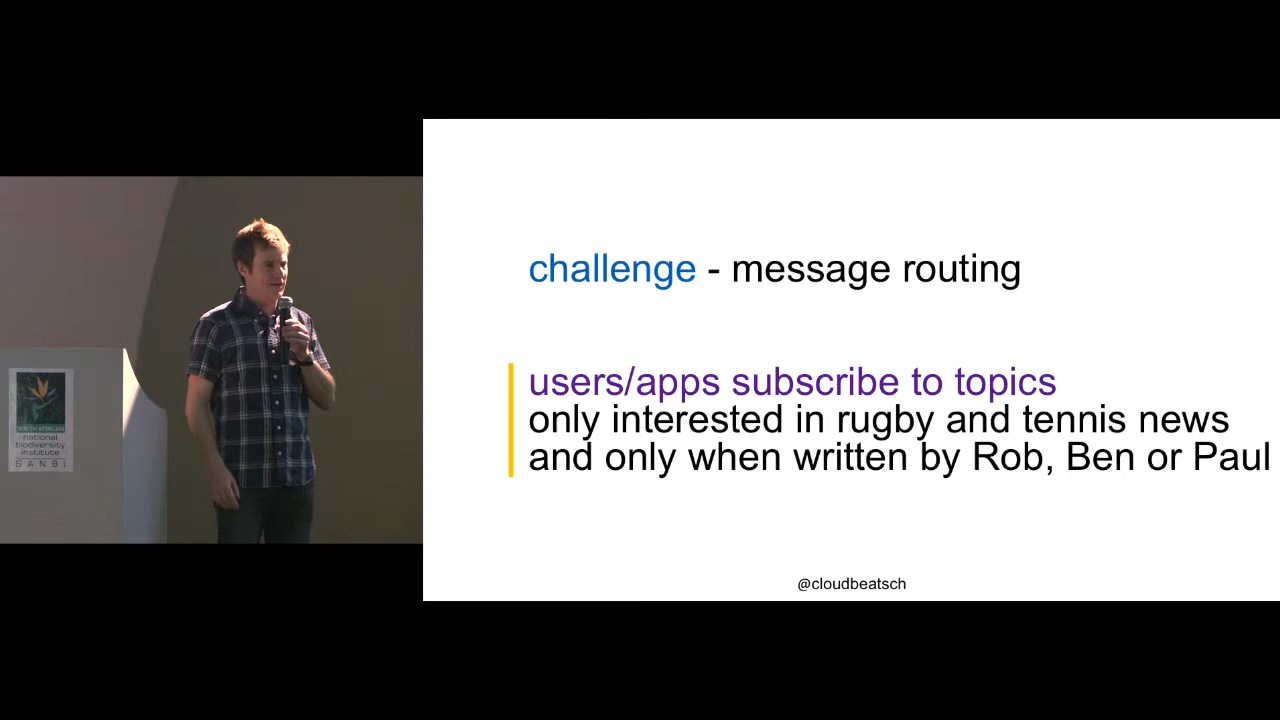 challenge - message routing
users/apps subscribe to topics
only interested in rugby and tennis news
and only when written by Rob, Ben or Paul
@cloudbeatsch
SOUTH AFRICAN
national
biodiversity
institute
SANBI